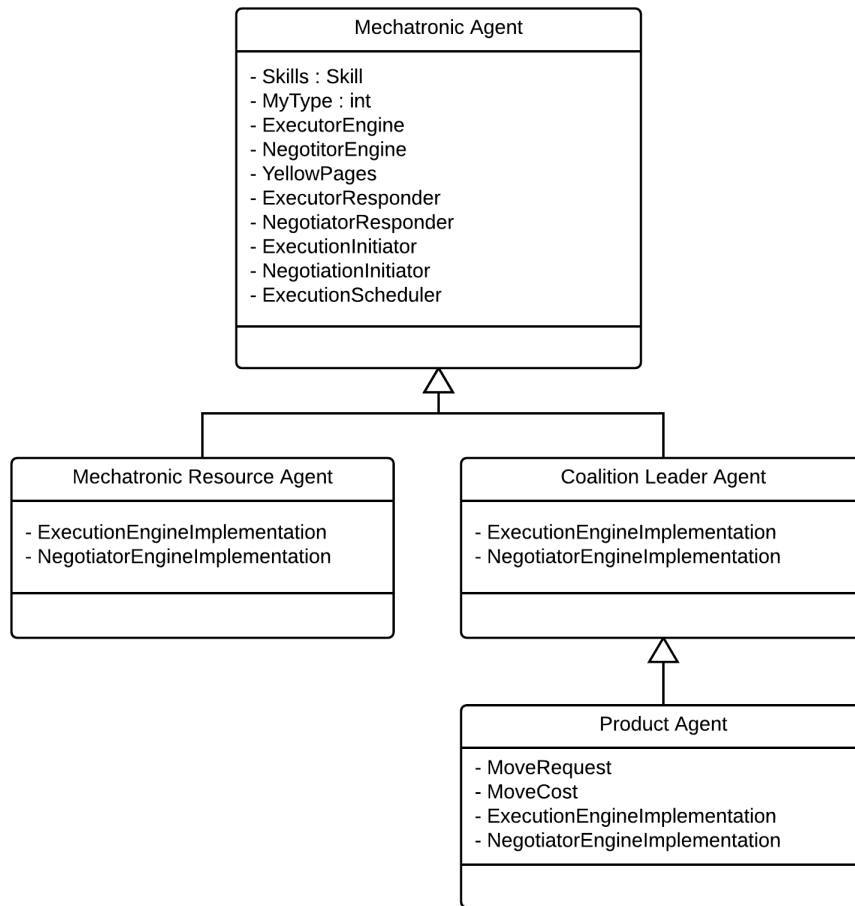 Mechatronic Agent
- Skills : Skill
- MyType : int
- ExecutorEngine
- NegotitorEngine
- YellowPages
- ExecutorResponder
- NegotiatorResponder
- ExecutionInitiator
- NegotiationInitiator
- ExecutionScheduler
Mechatronic Resource Agent
- ExecutionEngineImplementation
- NegotiatorEngineImplementation
Coalition Leader Agent
- ExecutionEngineImplementation
- NegotiatorEngineImplementation
Product Agent
- MoveRequest
- MoveCost
- ExecutionEngineImplementation
- NegotiatorEngineImplementation